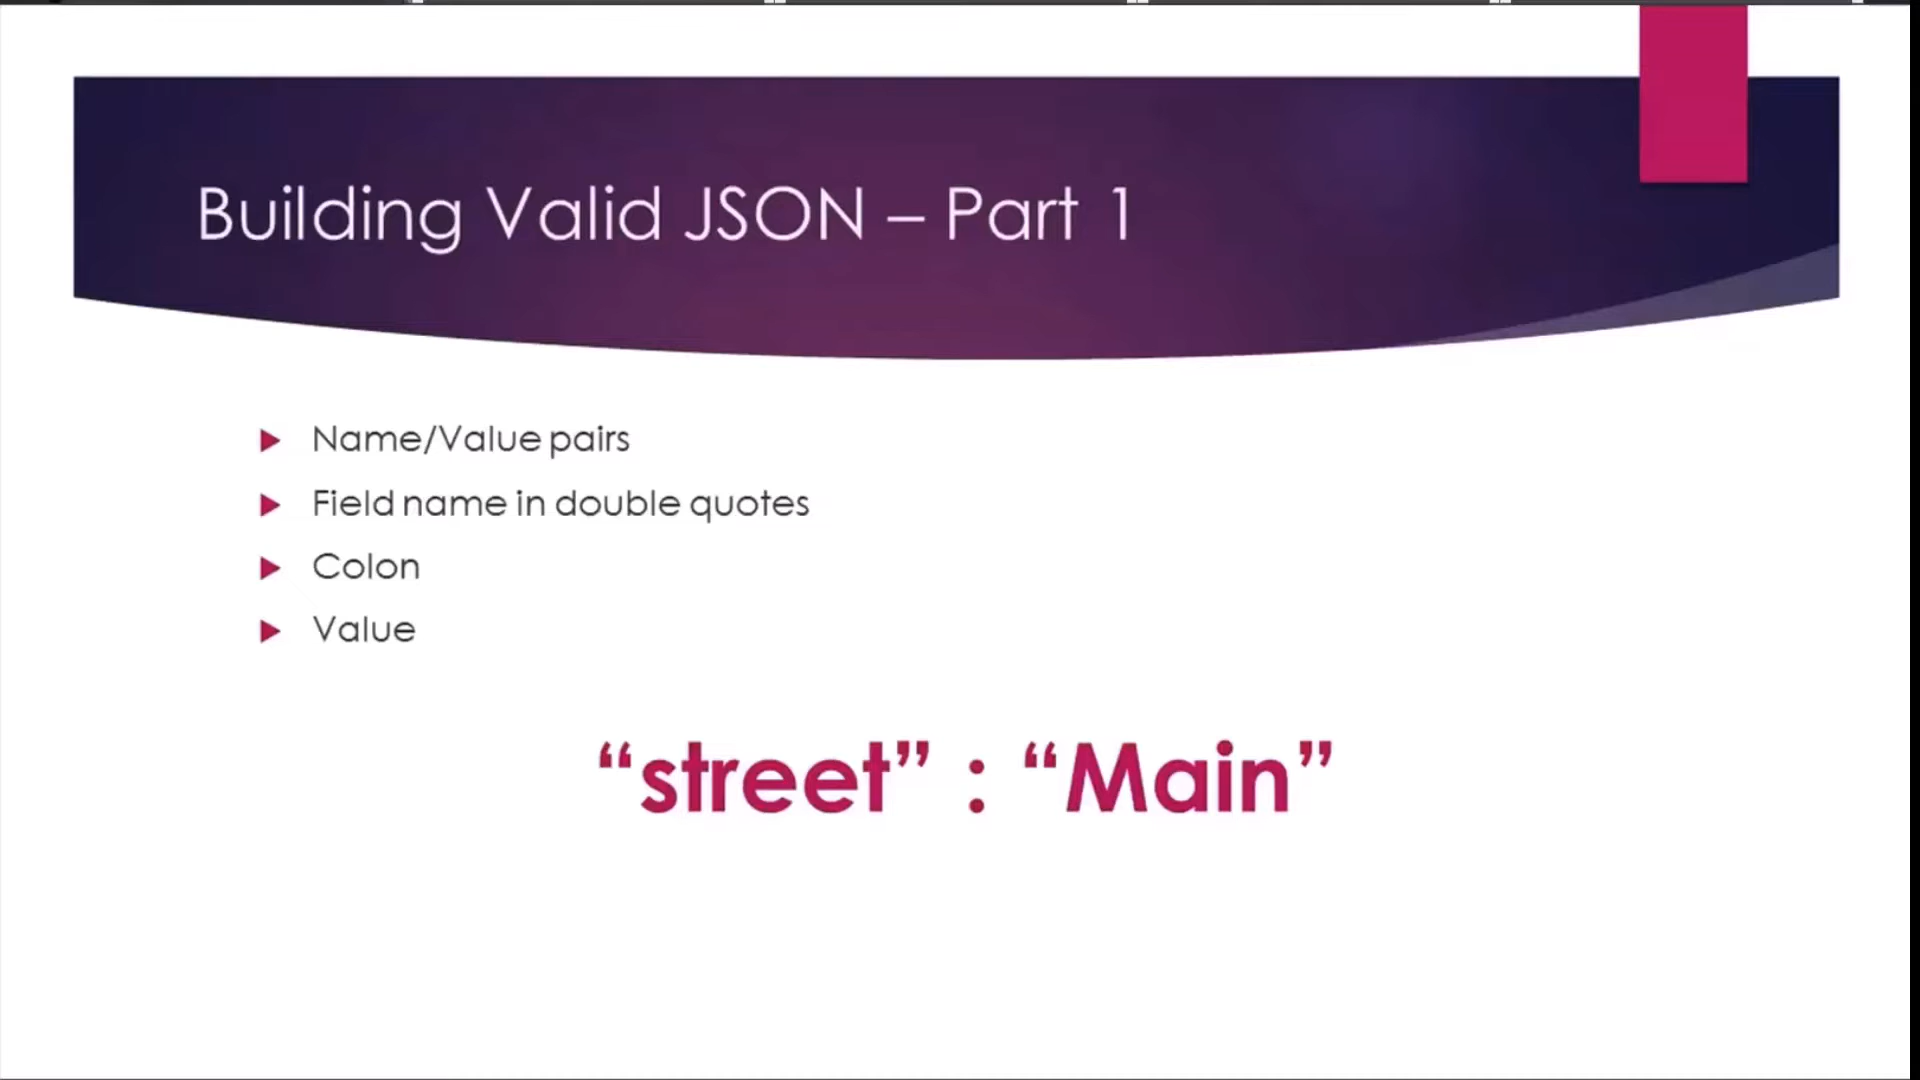 Building Valid JSON – Part 1
Name/Value pairs
Field name in double quotes
Colon
Value
“street” : “Main”